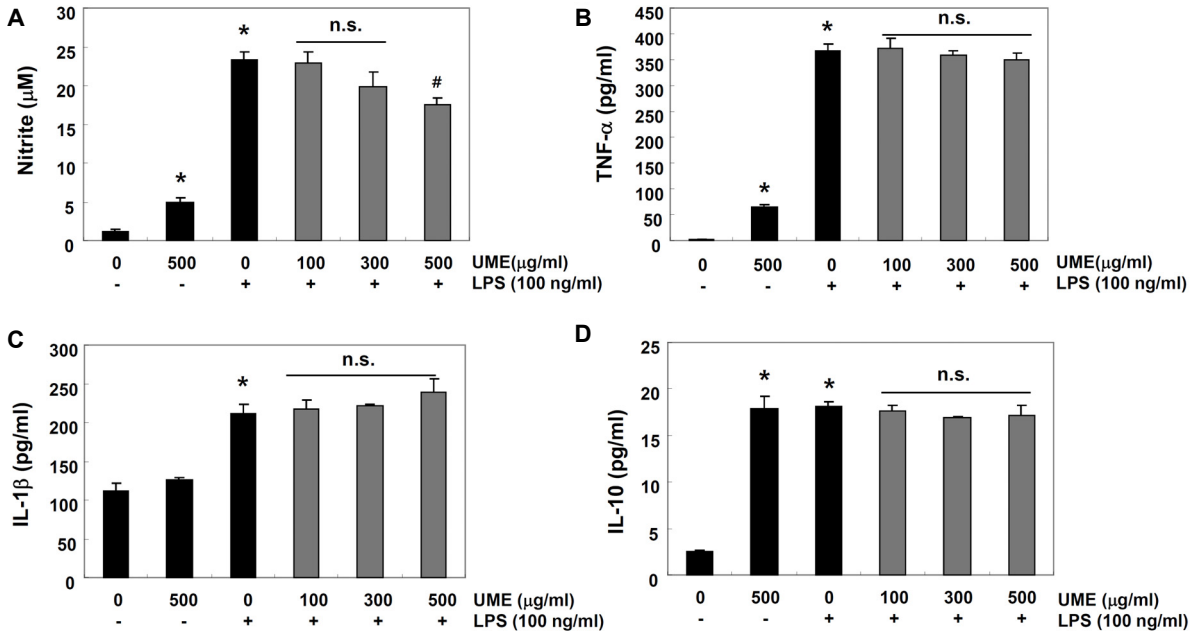 A
30
25
20
15
10
5
0
Nitrite (μM)
*
*
n.s.
#
0 500 0 100 300 500 UME(μg/ml)
- - + + + + LPS (100 ng/ml)
B
450
400
350
300
250
200
150
100
50
0
TNF-α (pg/ml)
*
*
n.s.
0 500 0 100 300 500 UME(μg/ml)
- - + + + + LPS (100 ng/ml)
C
300
250
200
150
100
50
0
IL-1β (pg/ml)
*
n.s.
0 500 0 100 300 500 UME (μg/ml)
- - + + + + LPS (100 ng/ml)
D
25
20
15
10
5
0
IL-10 (pg/ml)
*
*
n.s.
0 500 0 100 300 500 UME (μg/ml)
- - + + + + LPS (100 ng/ml)